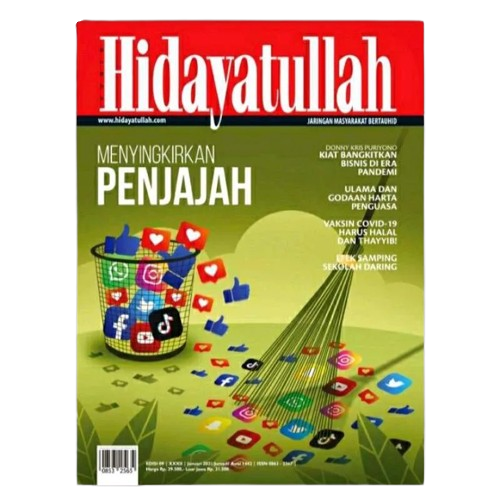 Hidayatullah
www.hidayatullah.com
JARINGAN MASYARAKAT BERTAUHID
MENYINGKIRKAN
PENJAJAH
DONNY KRIS PURIYONO
KIAT BANGKITKAN
BISNIS DI ERA
PANDEMI
ULAMA DAN
GODAAN HARTA
PENGUASA
VAKSIN COVID-19
HARUS HALAL
DAN THAYYIB!
EFEK SAMPING
SEKOLAH DARING